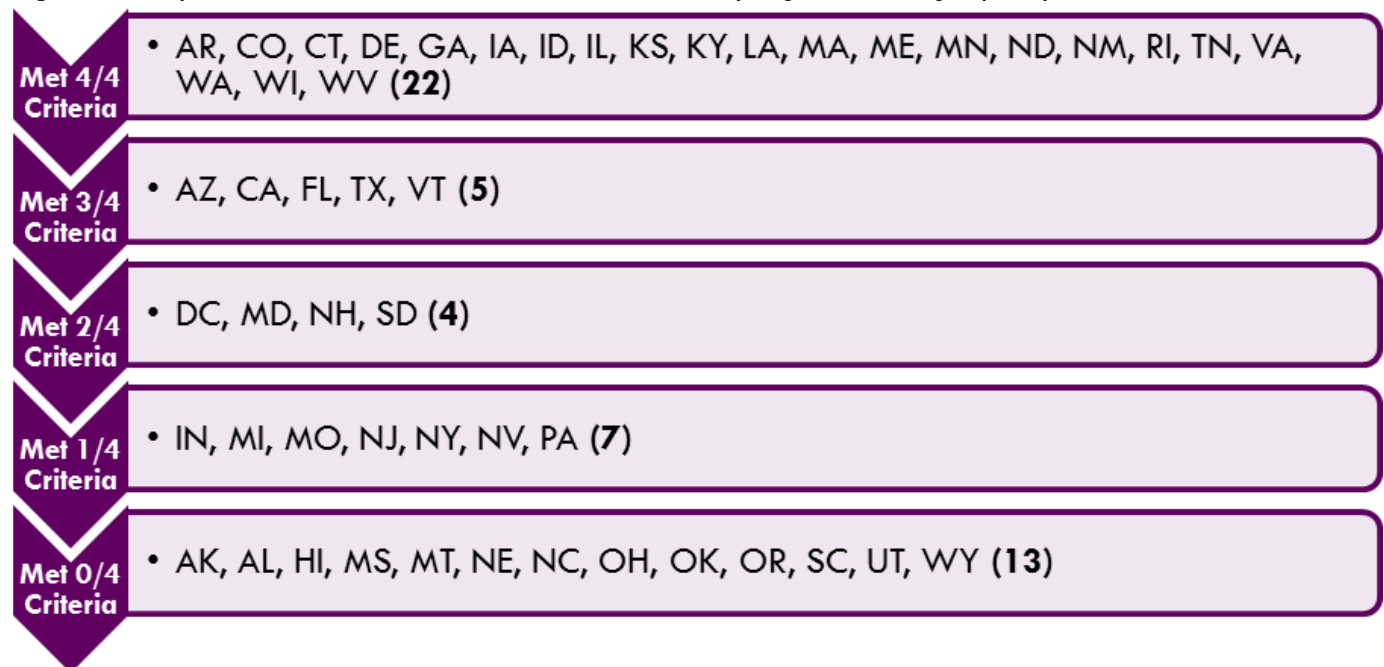 Met 4/4
Criteria
• AR, CO, CT, DE, GA, IA, ID, IL, KS, KY, LA, MA, ME, MN, ND, NM, RI, TN, VA,
WA, WI, WV (22)
Met 3/4
Criteria
• AZ, CA, FL, TX, VT (5)
Met 2/4
Criteria
• DC, MD, NH, SD (4)
Met 1/4
Criteria
• IN, MI, MO, NJ, NY, NV, PA (7)
Met 0/4
Criteria
• AK, AL, HI, MS, MT, NE, NC, OH, OK, OR, SC, UT, WY (13)